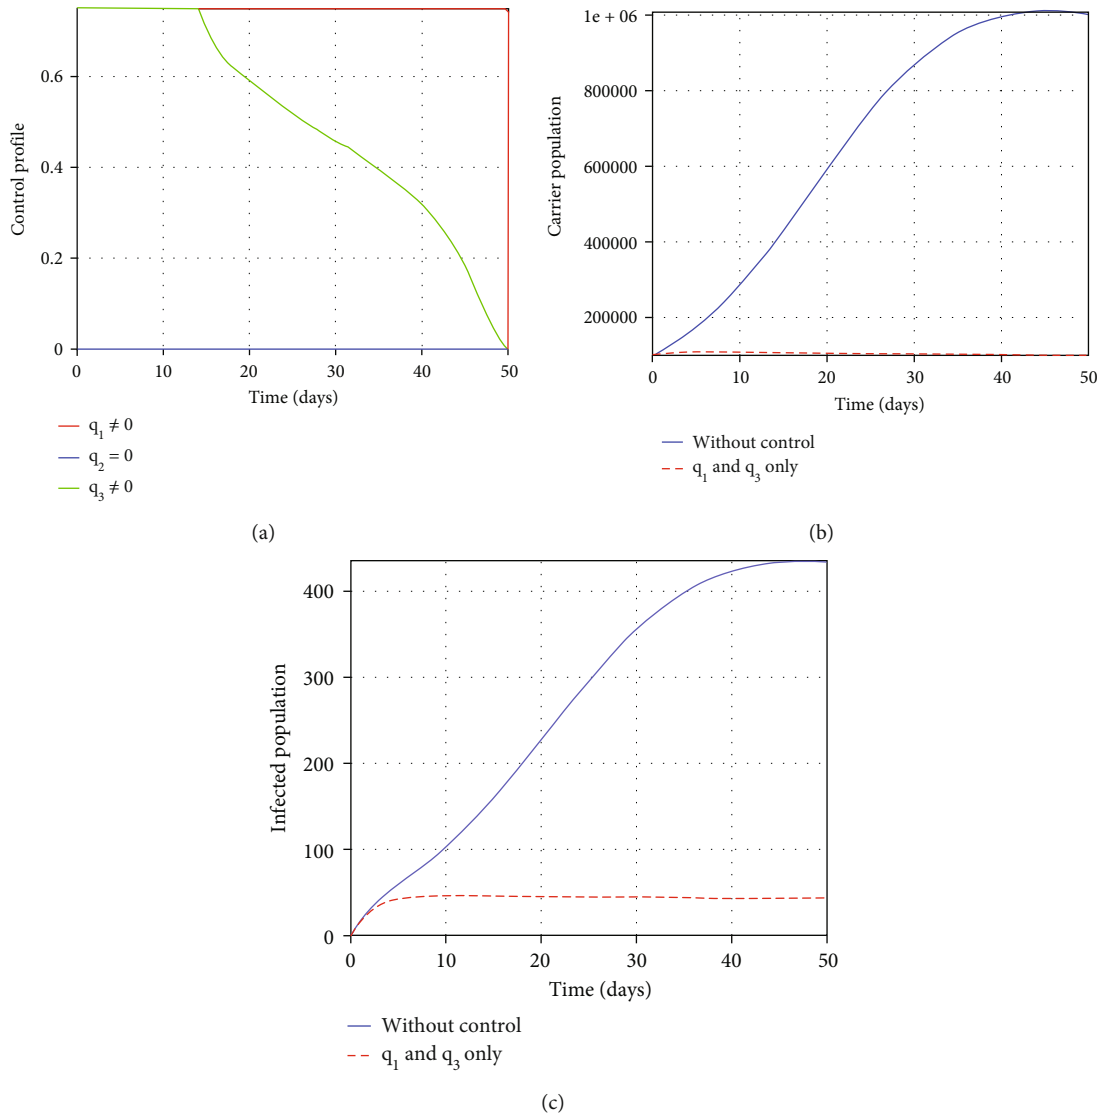 Control profile
0.6
0.4
0.2
0
0 10 20 30 40 50
Time (days)
q1 ≠ 0
q2 = 0
q3 ≠ 0
(a)
Carrier population
1e + 06
800000
600000
400000
200000
0 10 20 30 40 50
Time (days)
Without control
q1 and q3 only
(b)
Infected population
400
300
200
100
0
0 10 20 30 40 50
Time (days)
Without control
q1 and q3 only
(c)